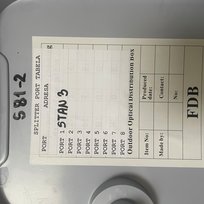 581-2
SPLITTER PORT TABELA
PORT ADRESA
PORT 1 STAN 3
PORT 2
PORT 3
PORT 4
PORT 5
PORT 6
PORT 7
PORT 8
Outdoor Optical Distribution Box
Item No: Produced date:
Made by: Contact:
No:
FDB